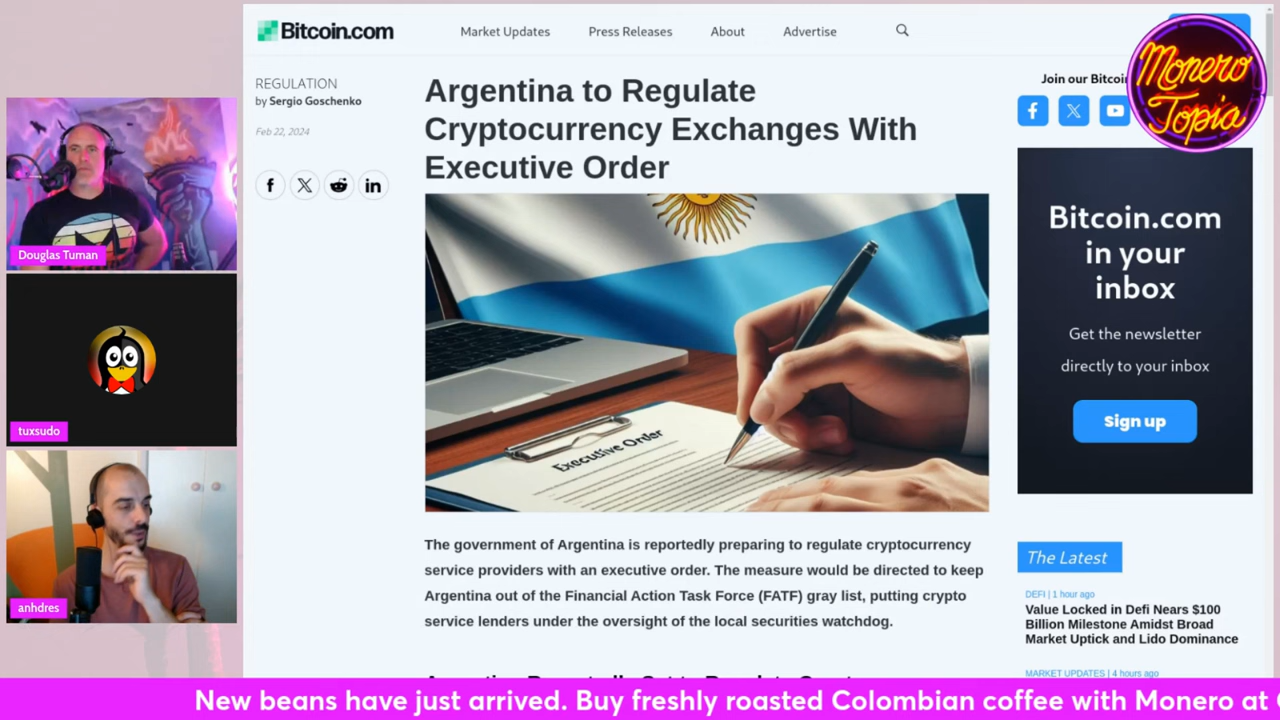 Bitcoin.com
Market Updates
Press Releases
About
Advertise
Monero
Topia
REGULATION
by Sergio Goschenko
Feb 22, 2024
Argentina to Regulate
Cryptocurrency Exchanges With
Executive Order
Join our Bitcoin
Executive Order
Bitcoin.com
in your
inbox
Get the newsletter
directly to your inbox
Sign up
Douglas Tuman
tuxsudo
anhdres
The government of Argentina is reportedly preparing to regulate cryptocurrency
service providers with an executive order. The measure would be directed to keep
Argentina out of the Financial Action Task Force (FATF) gray list, putting crypto
service lenders under the oversight of the local securities watchdog.
The Latest
DEFI | 1 hour ago
Value Locked in Defi Nears $100
Billion Milestone Amidst Broad
Market Uptick and Lido Dominance
MARKET UPDATES | 4 hours ago
New beans have just arrived. Buy freshly roasted Colombian coffee with Monero at